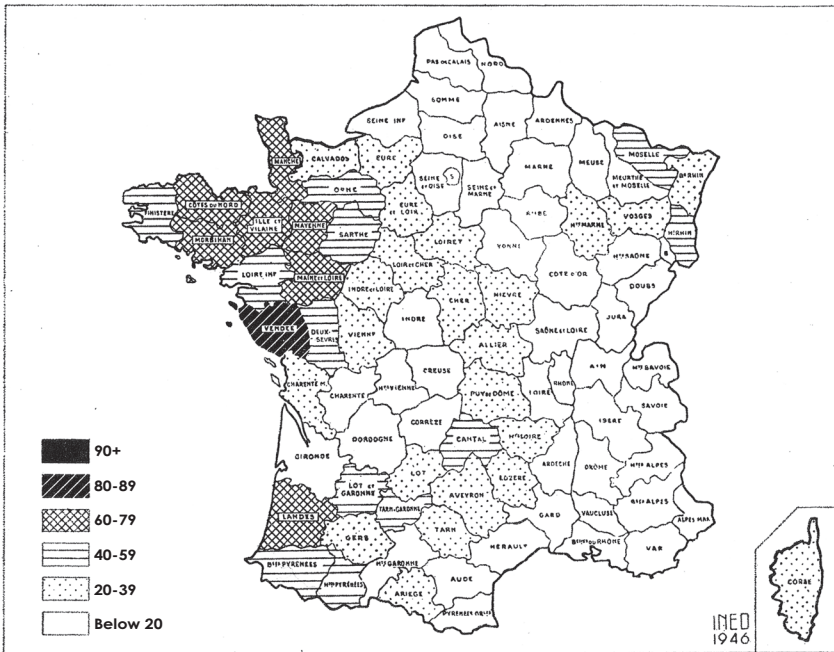 PAS DE CALAIS
NORD
SOMME
SEINE INF
AISNE
ARDENNES
OISE
MANCHE
CALVADOS
EURE
SEINE ET OISE
S
SEINE ET MARNE
MARNE
MEUSE
MOSELLE
MEURTHE ET MOSELLE
Bˢ RHIN
ORNE
EURE ET LOIR
AUBE
Hᵗᵉ MARNE
VOSGES
Hᵗ RHIN
FINISTERE
COTES DU NORD
ILLE ET VILAINE
MAYENNE
SARTHE
MORBIHAN
LOIRET
YONNE
Hᵗᵉ SAONE
B
LOIRE INF
MAINE ET LOIRE
LOIR ET CHER
INDRE ET LOIRE
COTE D'OR
DOUBS
CHER
NIEVRE
VENDEE
DEUX-SEVRES
VIENNE
INDRE
SAÔNE ET LOIRE
JURA
ALLIER
CHARENTE M.
CHARENTE
Hᵗᵉ VIENNE
CREUSE
PUY DE DOME
LOIRE
RHONE
AIN
Hᵗᵉ SAVOIE
SAVOIE
ISERE
CORREZE
DORDOGNE
CANTAL
Hᵗᵉ LOIRE
GIRONDE
ARDECHE
DROME
Hᵗᵉˢ ALPES
LOT
LOT ET GARONNE
LOZERE
AVEYRON
LANDES
TARN-GARONNE
GARD
VAUCLUSE
Bˢᵉˢ ALPES
ALPES MAR.
GERS
TARN
HERAULT
Bᶜʰᵉˢ DU RHÔNE
VAR
Bˢᵉˢ PYRENEES
Hᵗᵉˢ PYRENEES
Hᵗᵉ GARONNE
ARIEGE
AUDE
PYRENEES ORIᵉˢ
CORSE
90+
80-89
60-79
40-59
20-39
Below 20
INED
1946